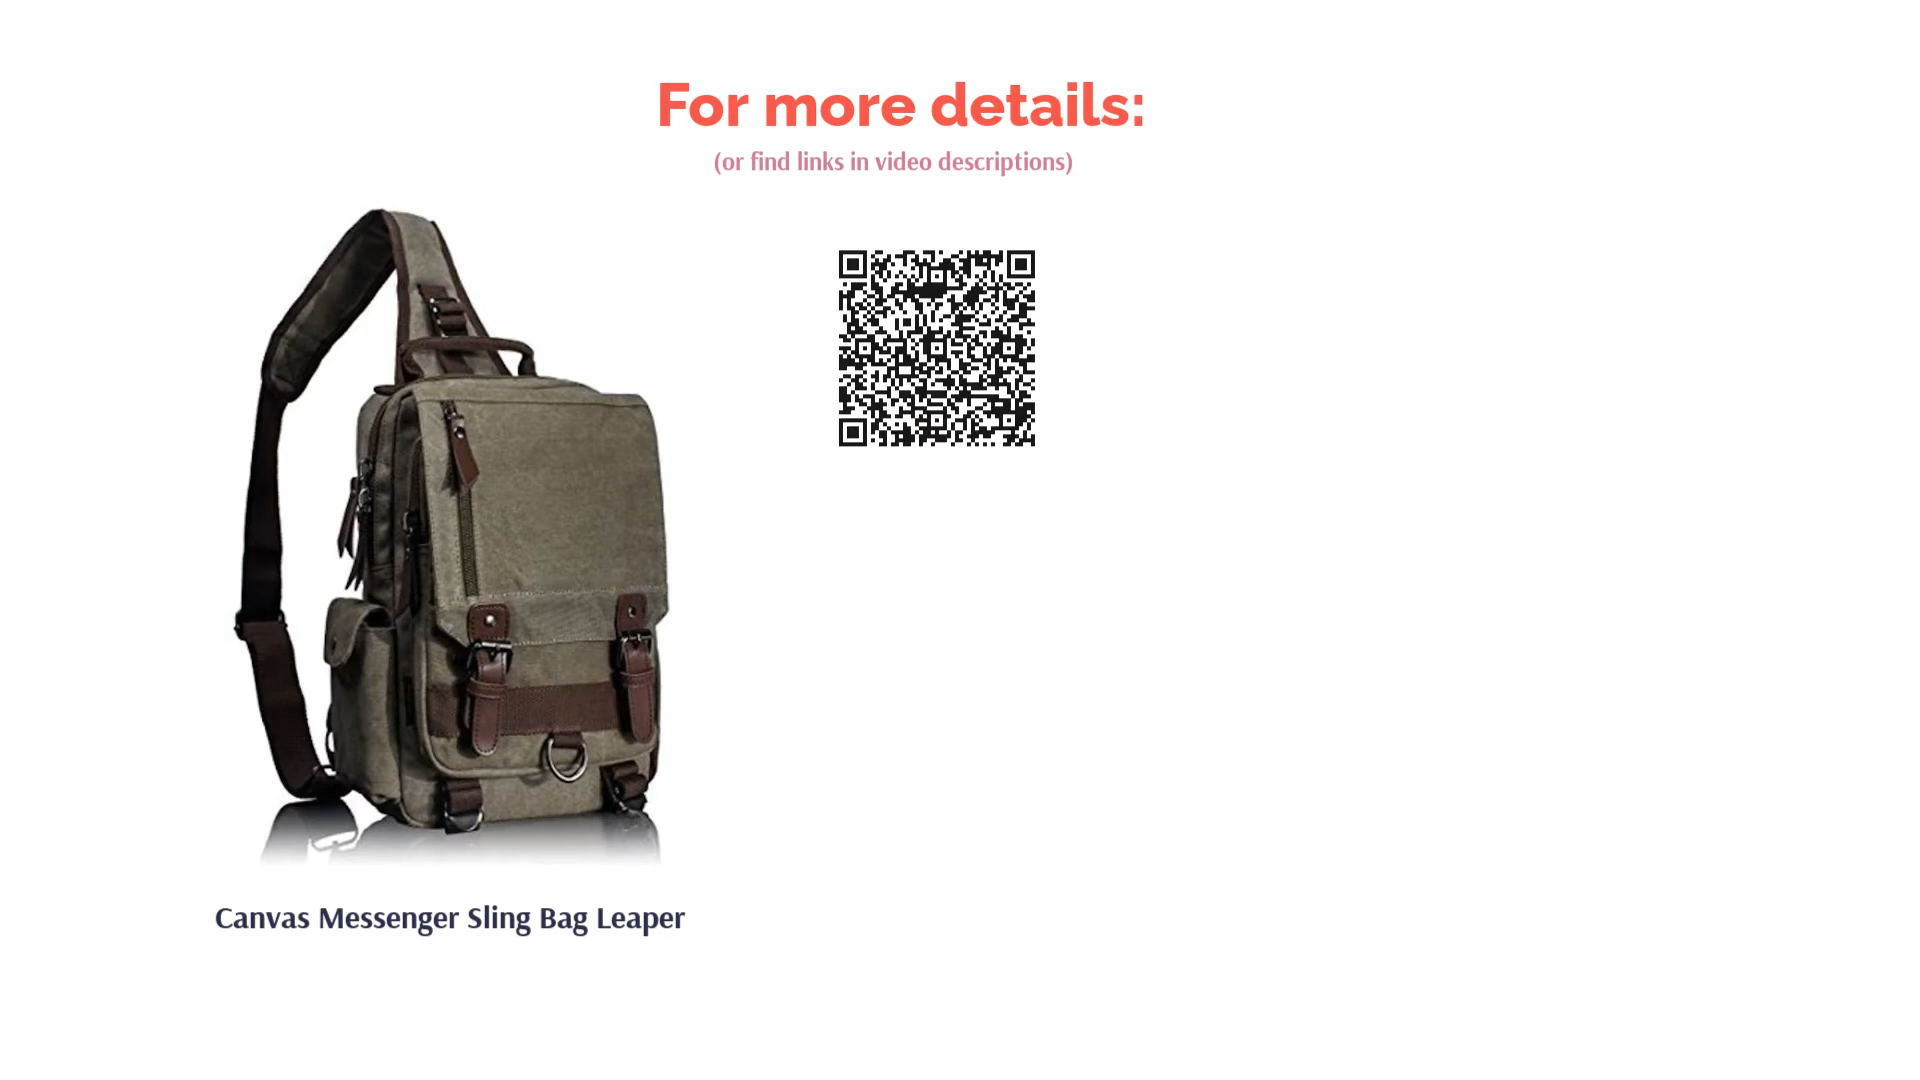 For more details:
(or find links in video descriptions)
Canvas Messenger Sling Bag Leaper